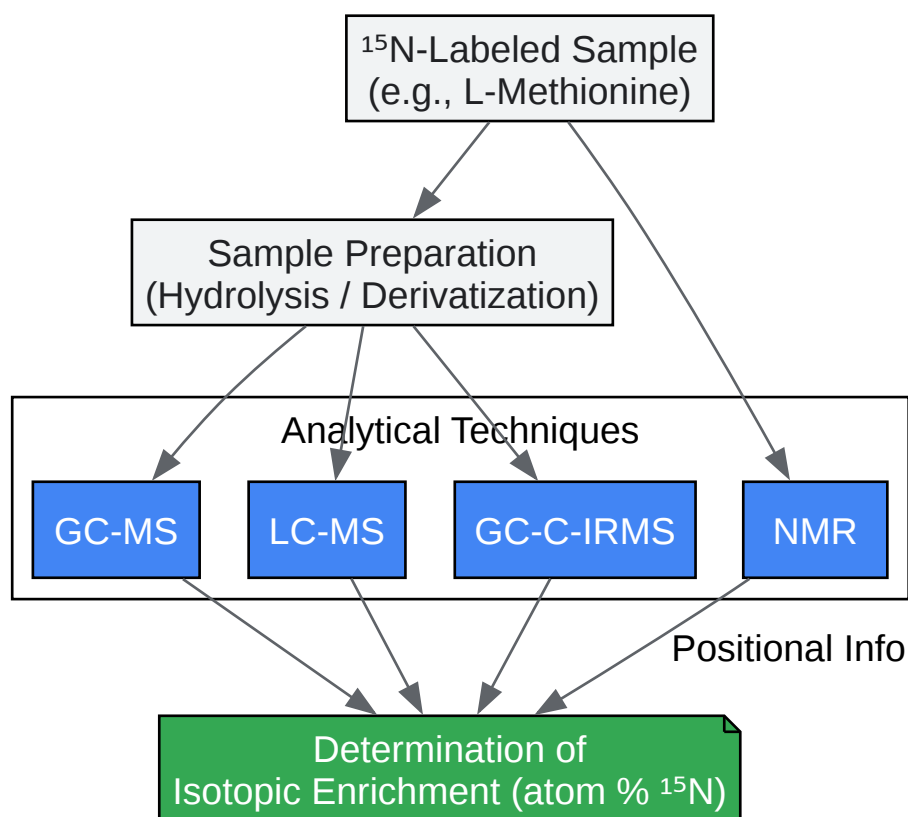 ¹⁵N-Labeled Sample
(e.g., L-Methionine)
Sample Preparation
(Hydrolysis / Derivatization)
Analytical Techniques
GC-MS
LC-MS
GC-C-IRMS
NMR
Positional Info
Determination of
Isotopic Enrichment (atom % ¹⁵N)